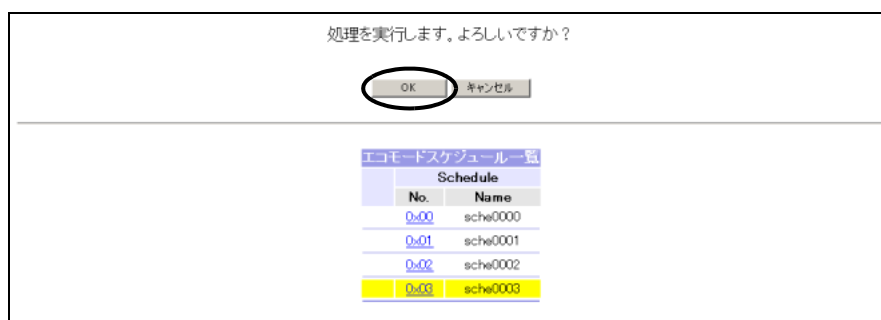 処理を実行します。よろしいですか？
OK キャンセル
エコモードスケジュール一覧
Schedule
No. Name
0x00 sche0000
0x01 sche0001
0x02 sche0002
0x03 sche0003